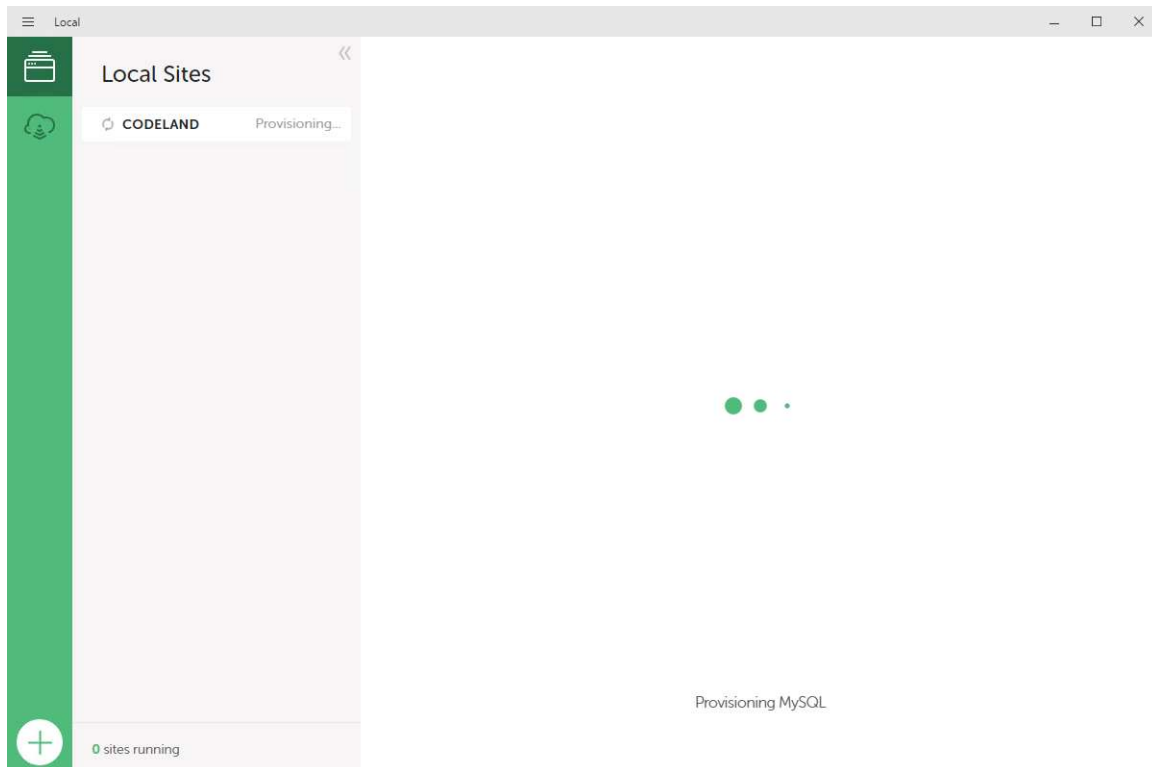 Local
Local Sites
CODELAND Provisioning...
Provisioning MySQL
0 sites running